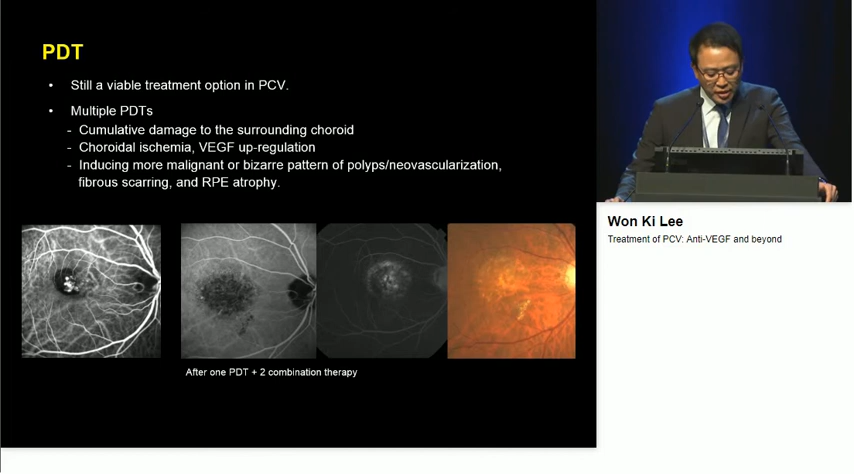 PDT
• Still a viable treatment option in PCV.
• Multiple PDTs
- Cumulative damage to the surrounding choroid
- Choroidal ischemia, VEGF up-regulation
- Inducing more malignant or bizarre pattern of polyps/neovascularization,
fibrous scarring, and RPE atrophy.
After one PDT + 2 combination therapy
Won Ki Lee
Treatment of PCV: Anti-VEGF and beyond